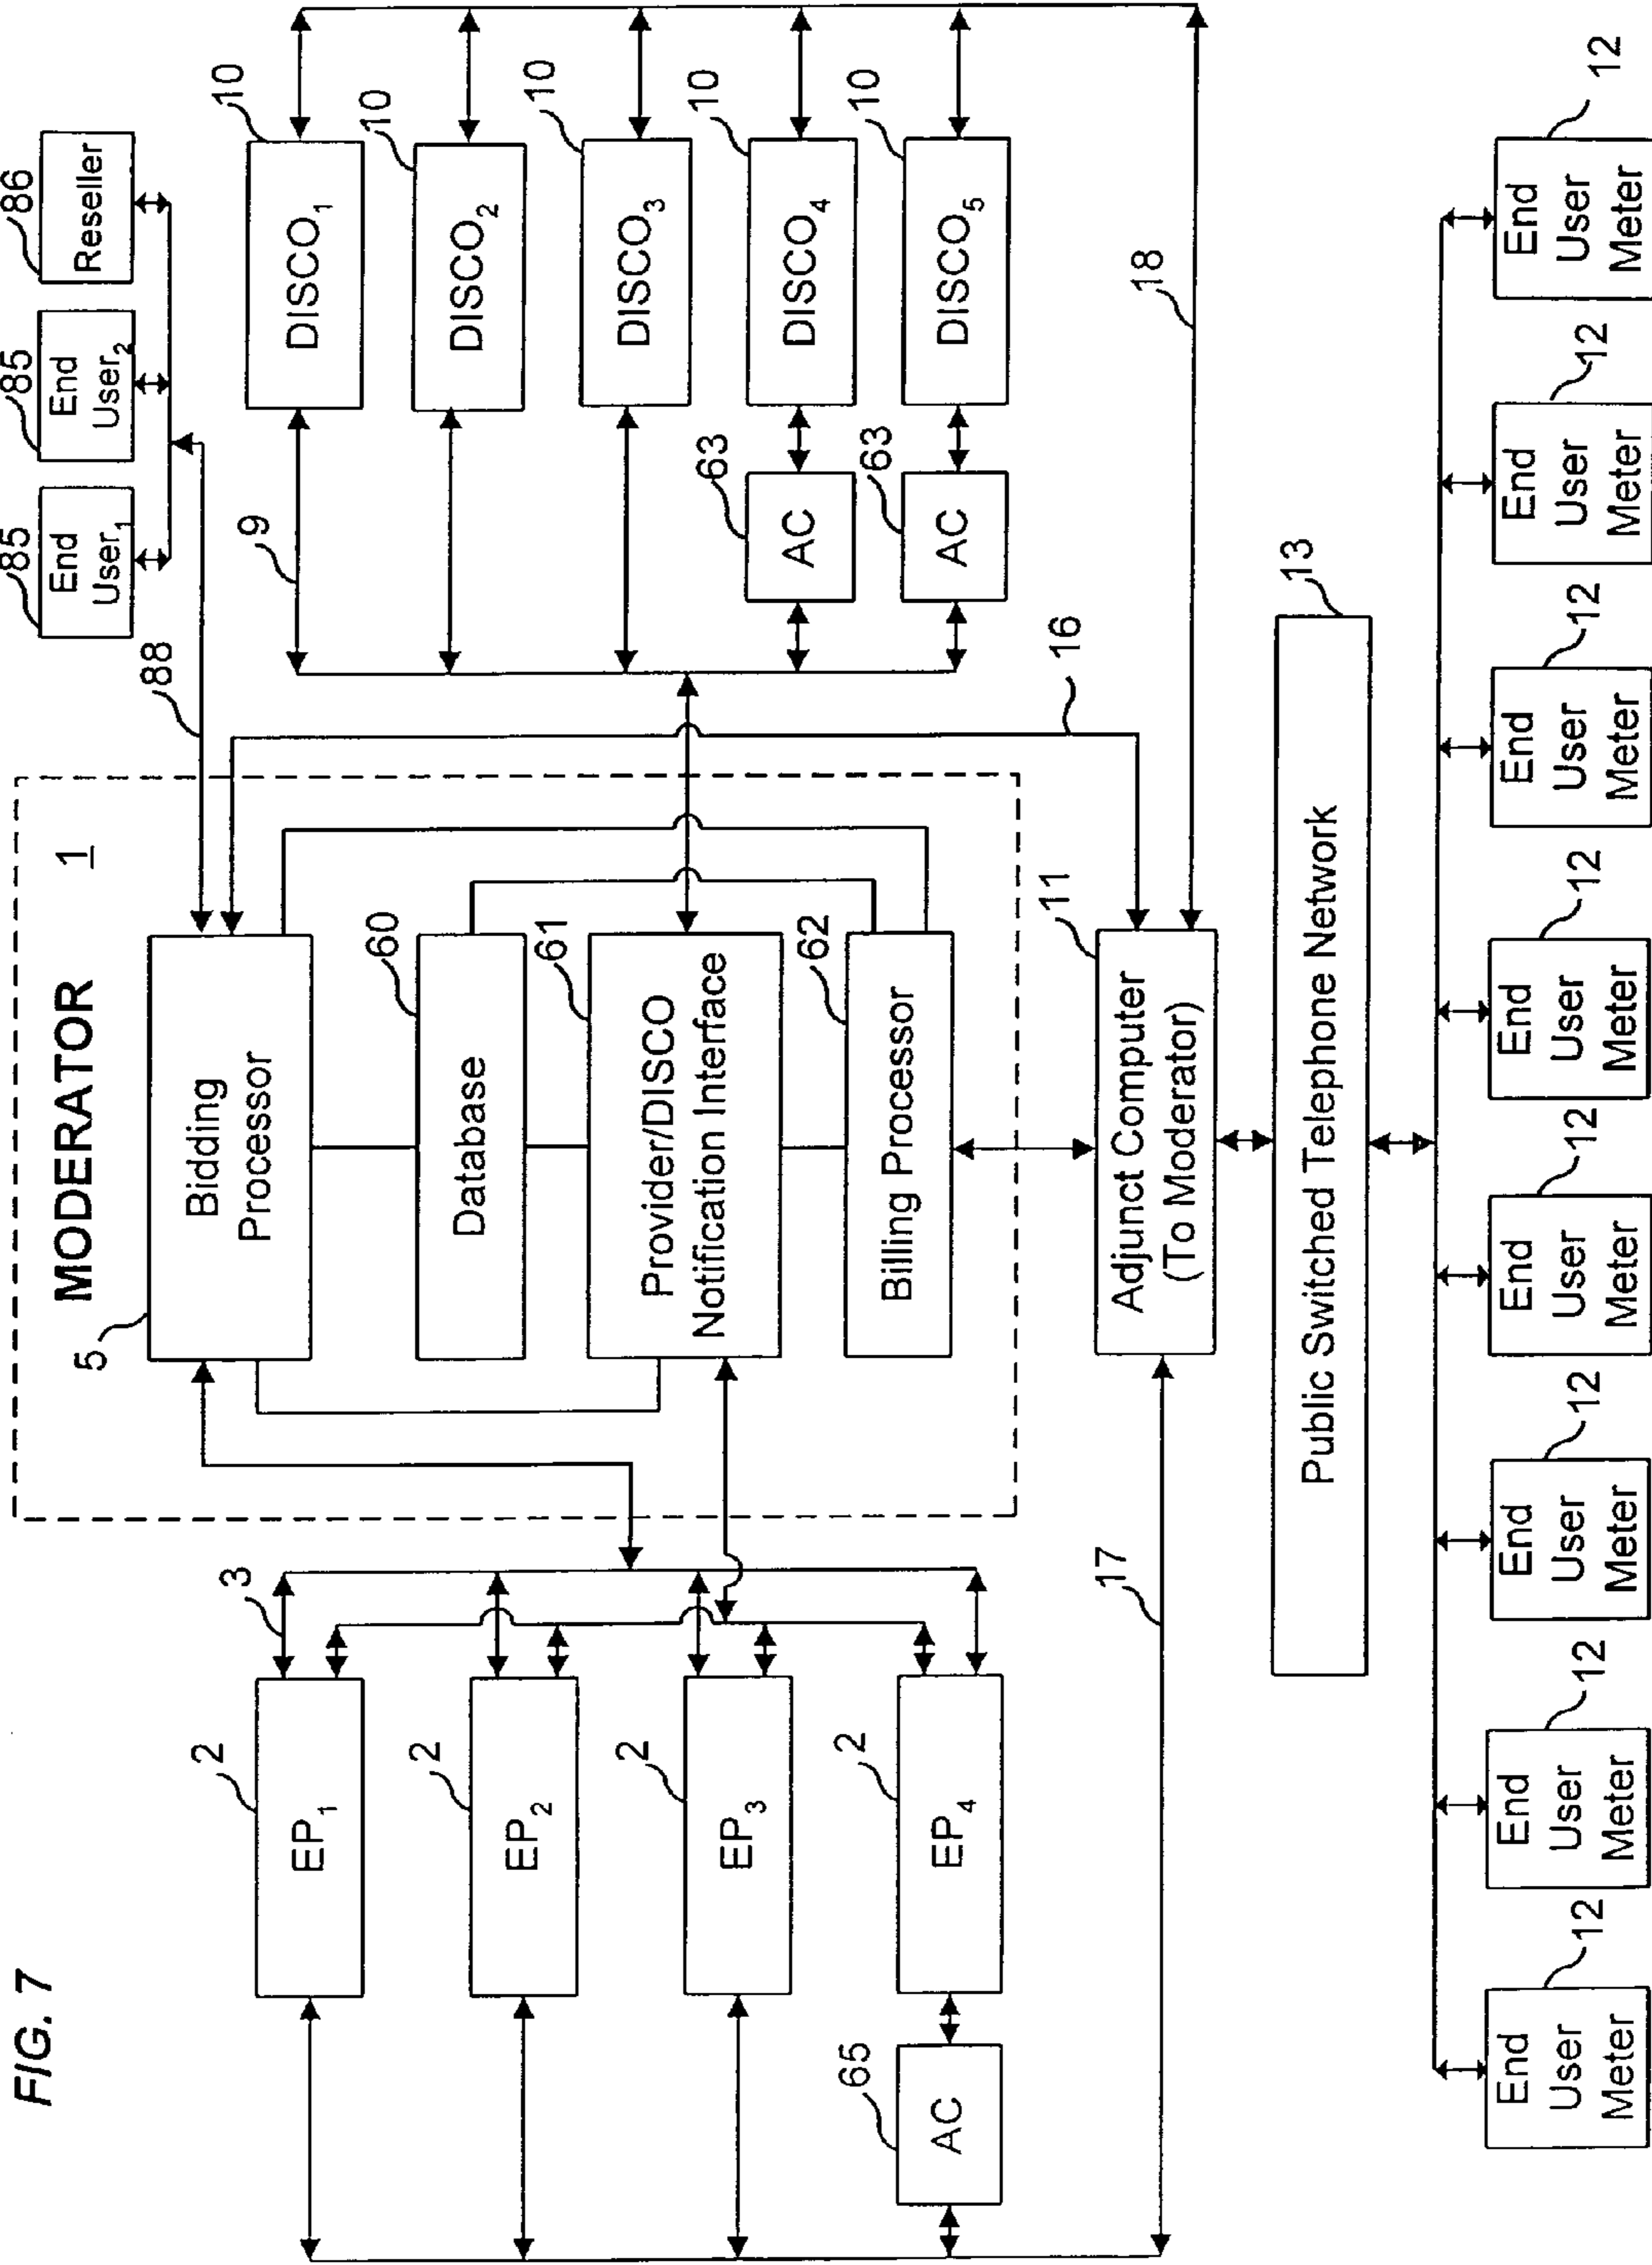 FIG. 7
MODERATOR
1
5
Bidding
Processor
60
Database
61
Provider/DISCO
Notification Interface
62
Billing Processor
85
End
User1
85
End
User2
86
Reseller
88
3
2
EP1
2
EP2
2
EP3
2
EP4
65
AC
9
10
DISCO1
10
DISCO2
10
DISCO3
10
DISCO4
10
DISCO5
63
AC
63
AC
16
17
18
11
Adjunct Computer
(To Moderator)
13
Public Switched Telephone Network
12
End
User
Meter
12
End
User
Meter
12
End
User
Meter
12
End
User
Meter
12
End
User
Meter
12
End
User
Meter
12
End
User
Meter
12
End
User
Meter